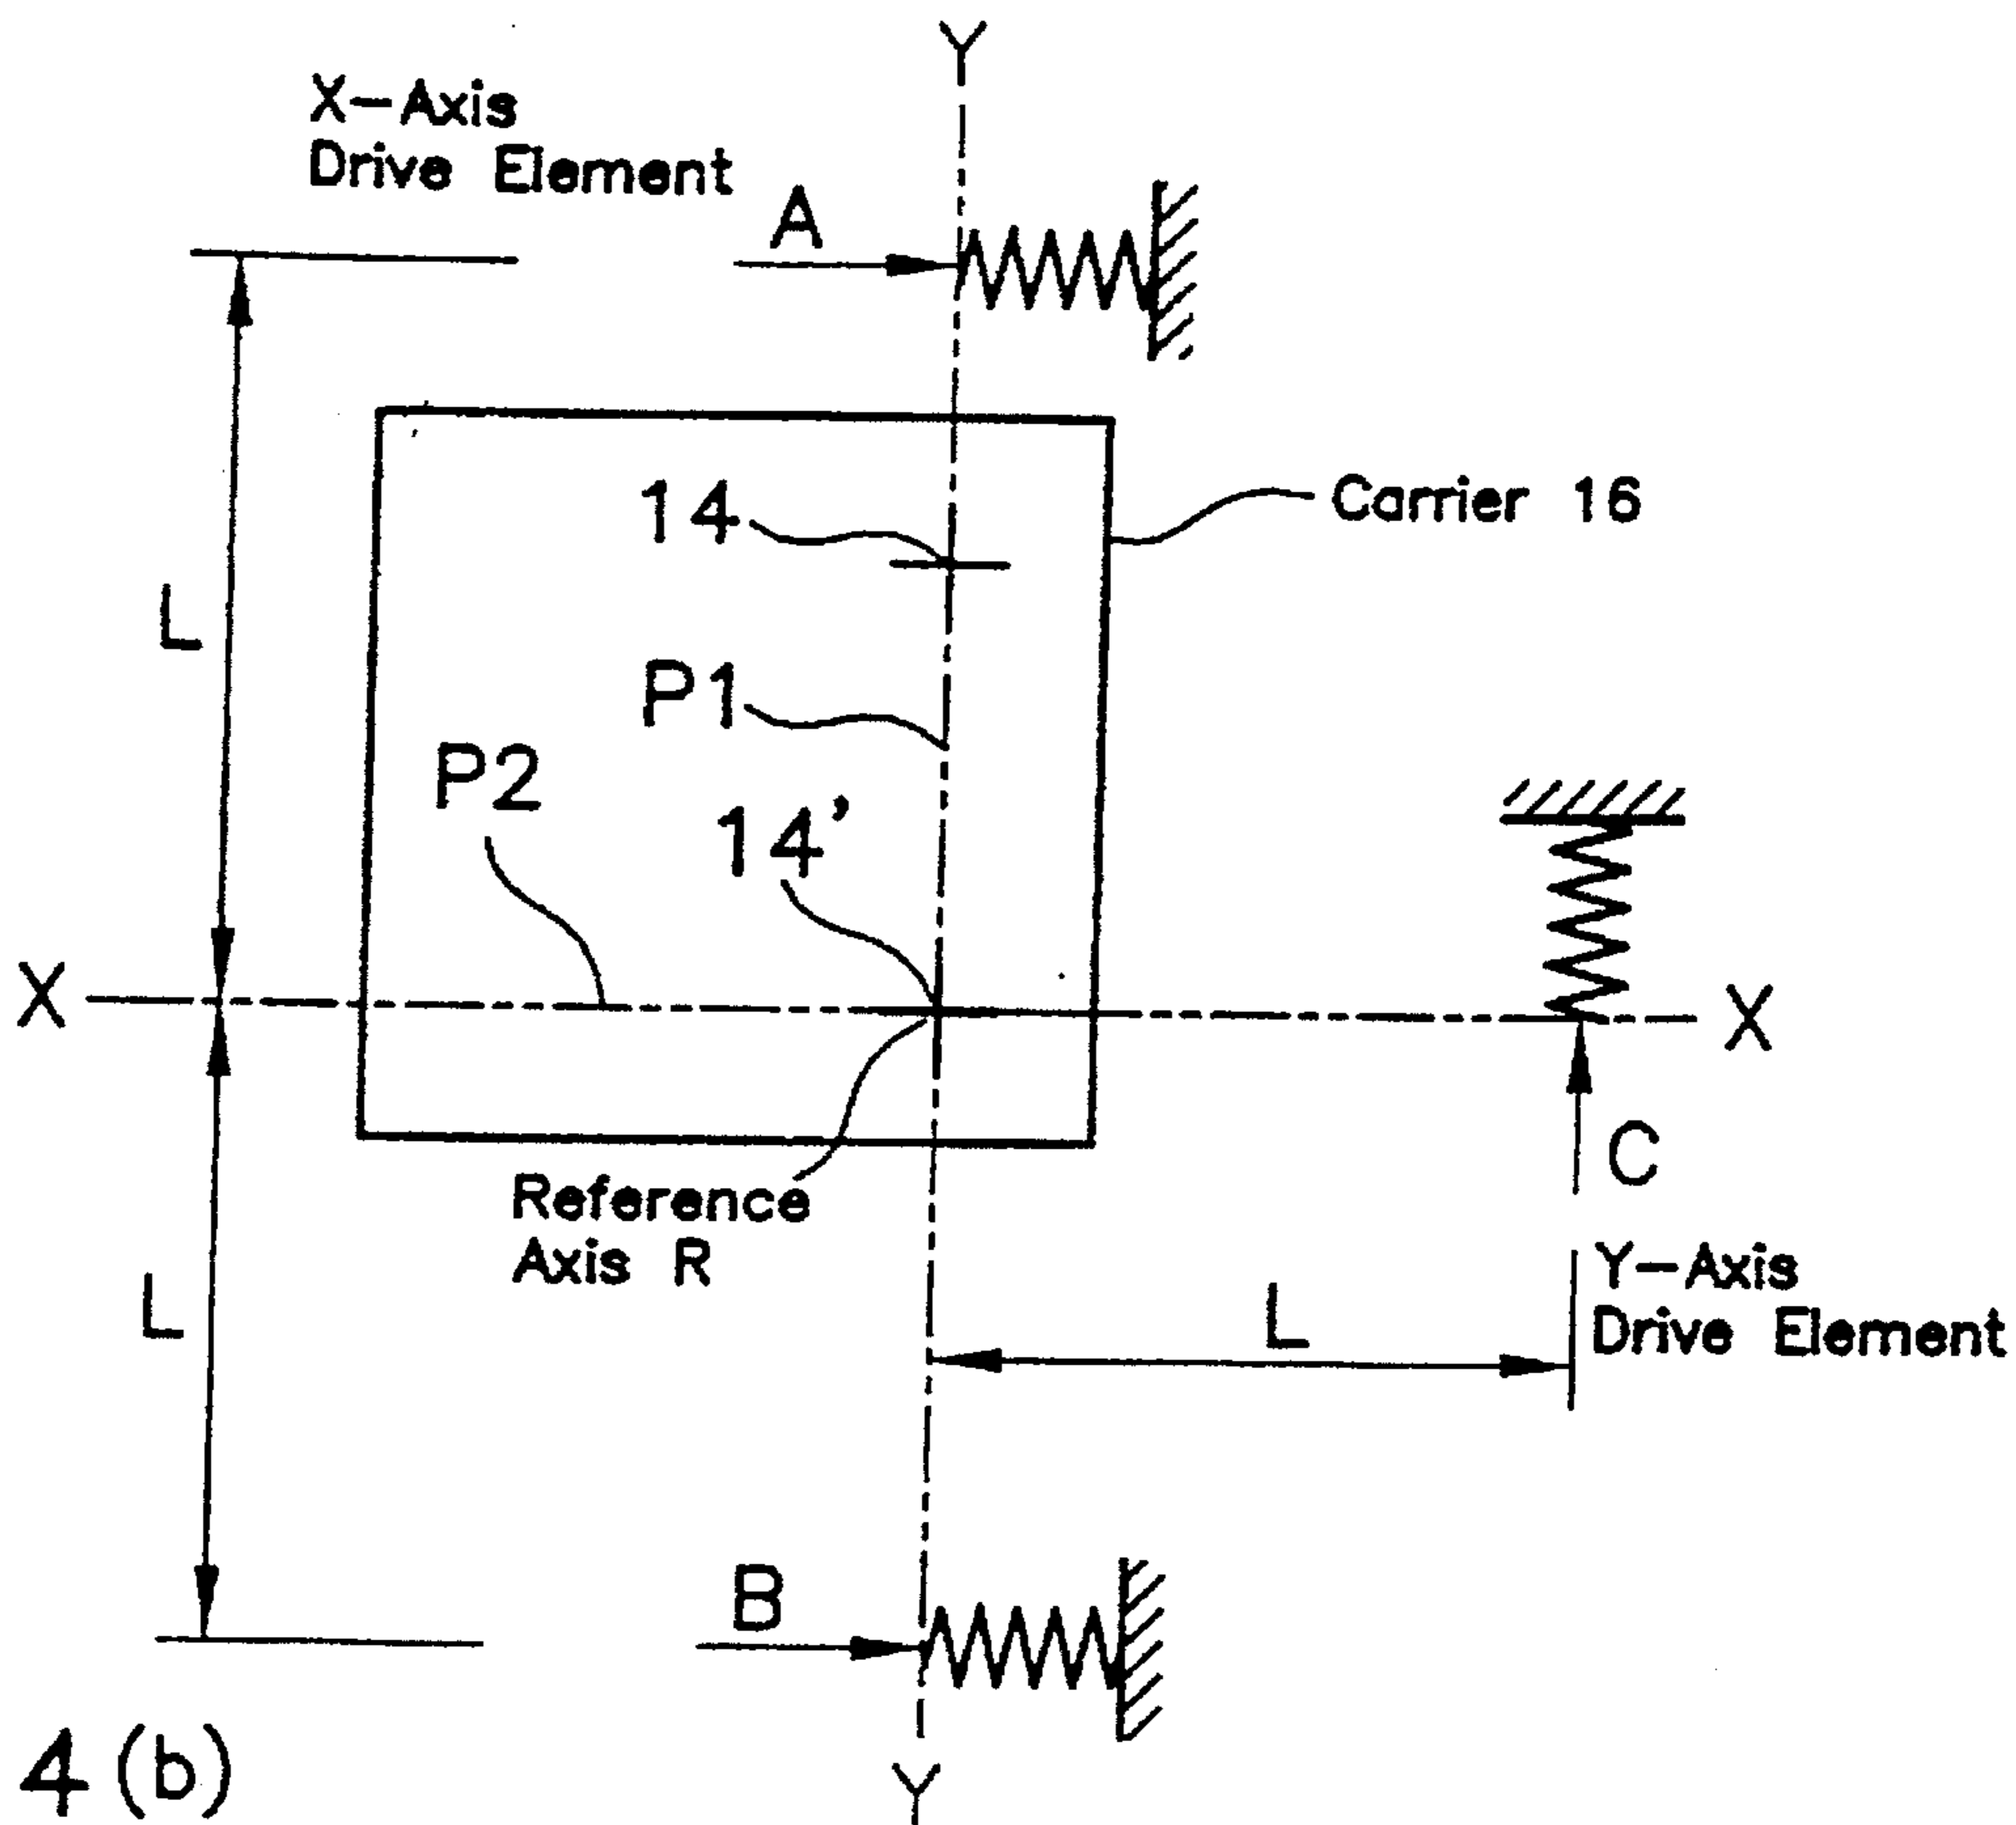 Y
X-Axis
Drive Element
A
14
Carrier 16
L
P1
P2
14'
X
X
C
Reference
Axis R
Y-Axis
Drive Element
L
L
B
4 (b)
Y